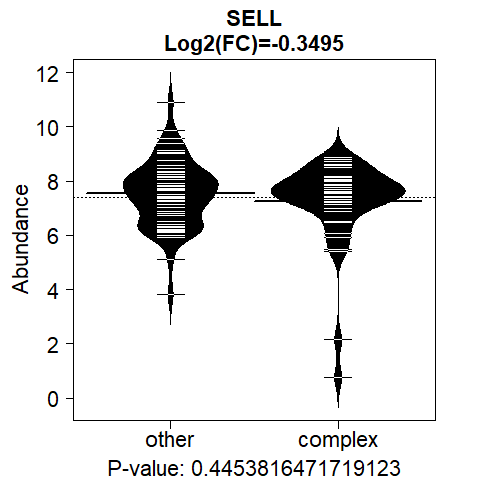 SELL
Log2(FC)=-0.3495
12
10
8
6
4
2
0
Abundance
other complex
P-value: 0.4453816471719123